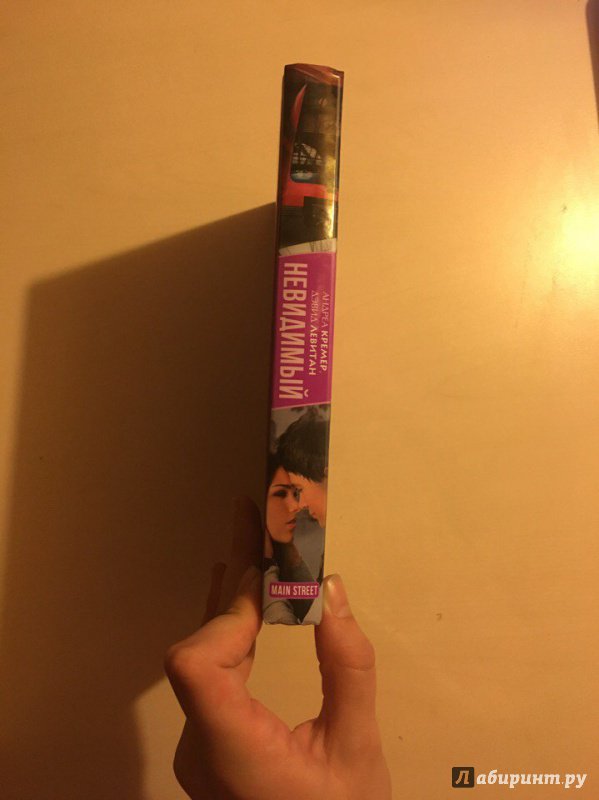 АНДРЕА КРЕМЕР,
ДЭВИД ЛЕВИТАН
НЕВИДИМЫЙ
MAIN STREET
Лабиринт.ру